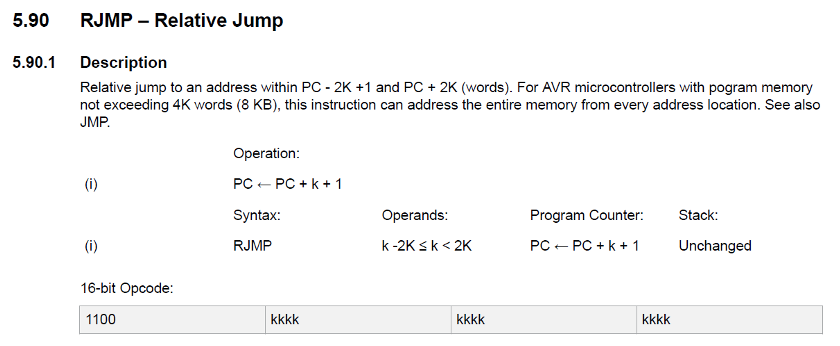 5.90 RJMP – Relative Jump
5.90.1 Description
Relative jump to an address within PC - 2K +1 and PC + 2K (words). For AVR microcontrollers with pogram memory
not exceeding 4K words (8 KB), this instruction can address the entire memory from every address location. See also
JMP.
Operation:
(i) PC ← PC + k + 1
Syntax: Operands: Program Counter: Stack:
(i) RJMP k -2K ≤ k < 2K PC ← PC + k + 1 Unchanged
16-bit Opcode:
1100 kkkk kkkk kkkk